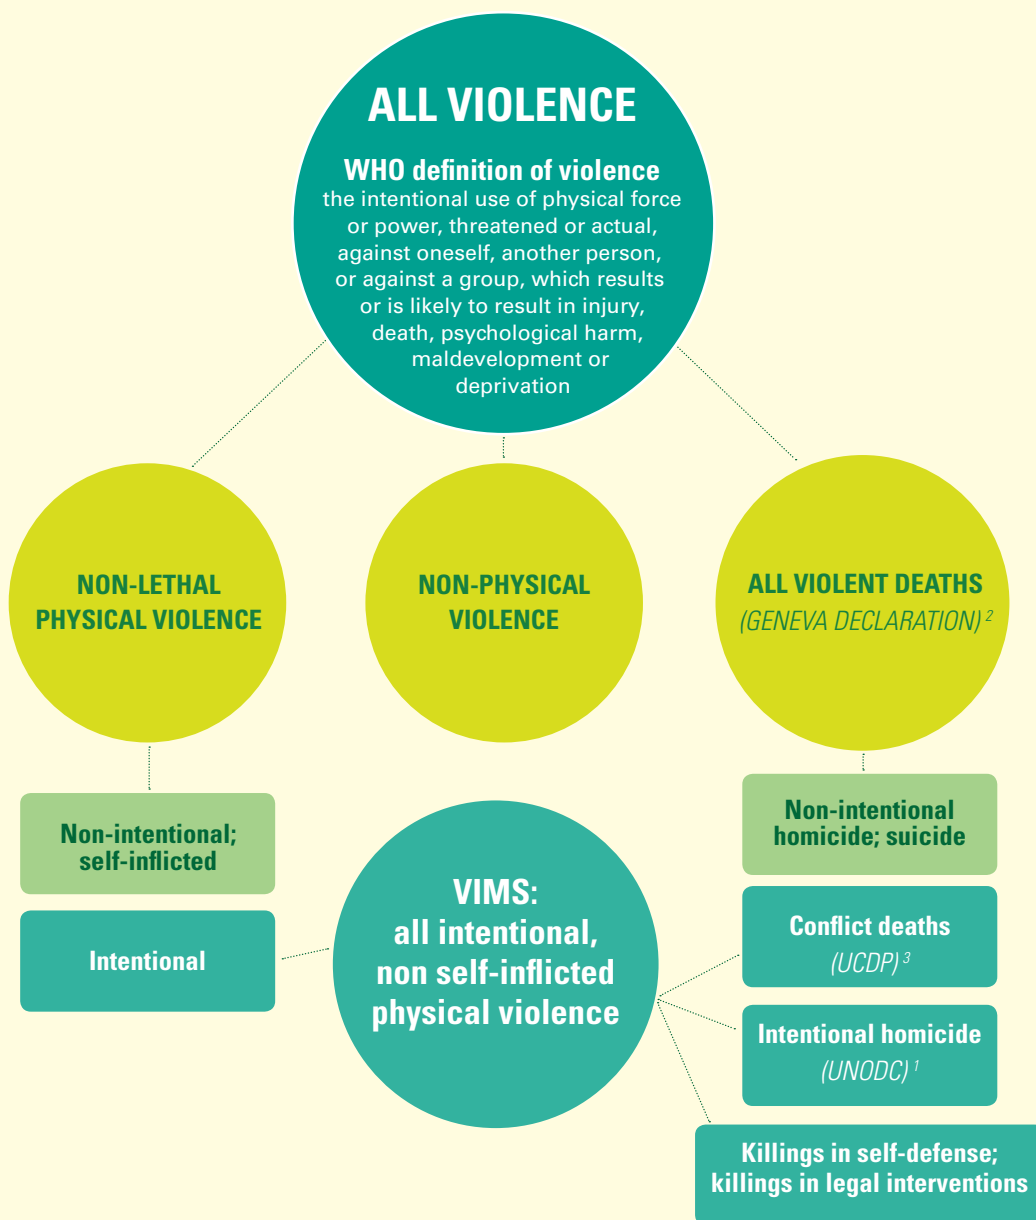 ALL VIOLENCE
WHO definition of violence
the intentional use of physical force
or power, threatened or actual,
against oneself, another person,
or against a group, which results
or is likely to result in injury,
death, psychological harm,
maldevelopment or
deprivation
NON-LETHAL
PHYSICAL VIOLENCE
NON-PHYSICAL
VIOLENCE
ALL VIOLENT DEATHS
(GENEVA DECLARATION) 2
Non-intentional;
self-inflicted
Intentional
VIMS:
all intentional,
non self-inflicted
physical violence
Non-intentional
homicide; suicide
Conflict deaths
(UCDP) 3
Intentional homicide
(UNODC) 1
Killings in self-defense;
killings in legal interventions